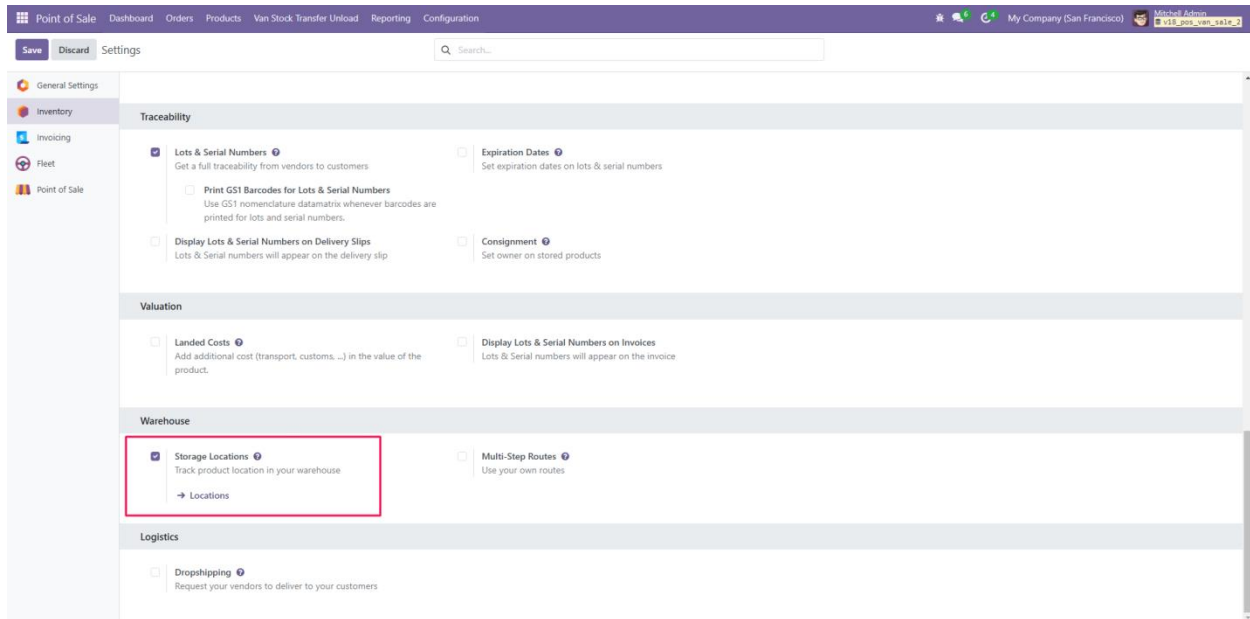 Point of Sale Dashboard Orders Products Van Stock Transfer Unload Reporting Configuration 6 4 My Company (San Francisco) Mitchell Admin
v18_pos_van_sale_2
Save Discard Settings Search...
General Settings
Inventory
Invoicing
Fleet
Point of Sale
Traceability
Lots & Serial Numbers ? Expiration Dates ?
Get a full traceability from vendors to customers Set expiration dates on lots & serial numbers
Print GS1 Barcodes for Lots & Serial Numbers
Use GS1 nomenclature datamatrix whenever barcodes are
printed for lots and serial numbers.
Display Lots & Serial Numbers on Delivery Slips Consignment ?
Lots & Serial numbers will appear on the delivery slip Set owner on stored products
Valuation
Landed Costs ? Display Lots & Serial Numbers on Invoices
Add additional cost (transport, customs, ...) in the value of the Lots & Serial numbers will appear on the invoice
product.
Warehouse
Storage Locations ? Multi-Step Routes ?
Track product location in your warehouse Use your own routes
→ Locations
Logistics
Dropshipping ?
Request your vendors to deliver to your customers